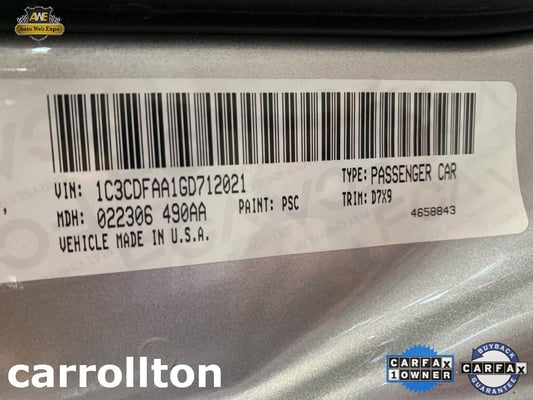 AWE
Auto Web Expo
VIN: 1C3CDFAA1GD712021
TYPE: PASSENGER CAR
MDH: 022306 490AA
PAINT: PSC
TRIM: D7X9
VEHICLE MADE IN U.S.A.
4658843
carrollton
CARFAX
1 OWNER
BUYBACK
CARFAX
GUARANTEE